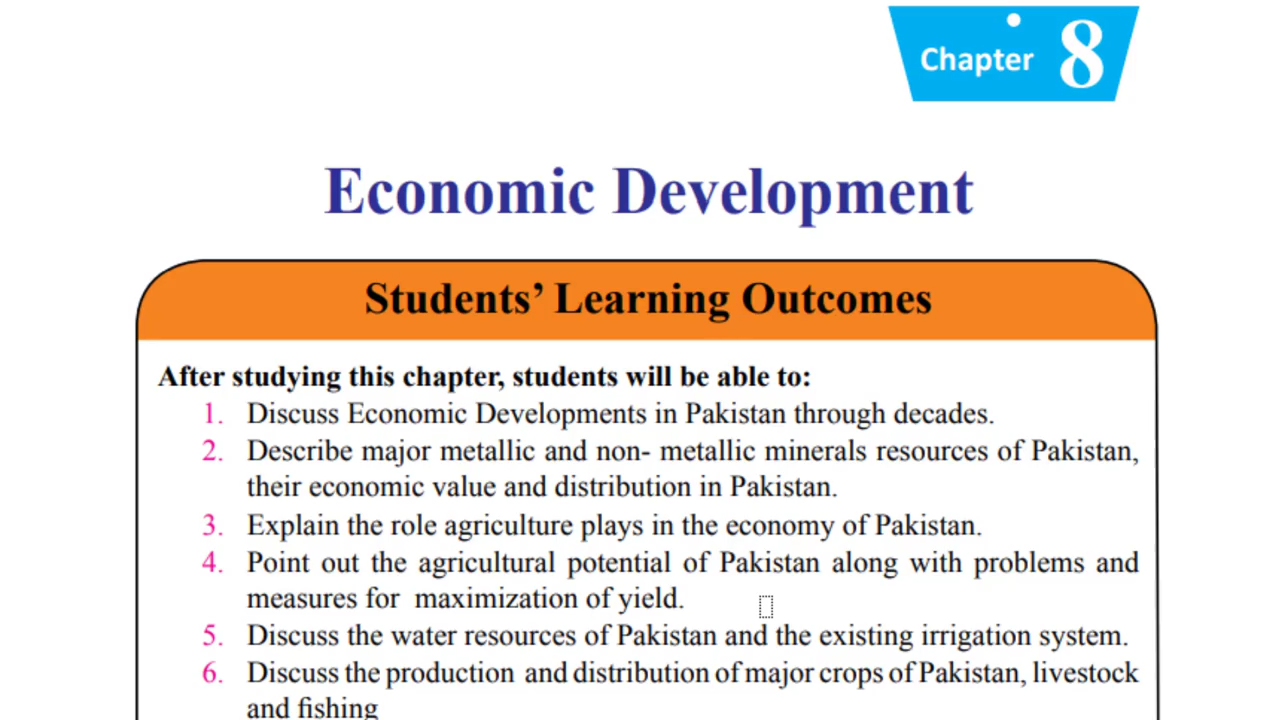 Chapter 8
Economic Development
Students’ Learning Outcomes
After studying this chapter, students will be able to:
1. Discuss Economic Developments in Pakistan through decades.
2. Describe major metallic and non- metallic minerals resources of Pakistan,
their economic value and distribution in Pakistan.
3. Explain the role agriculture plays in the economy of Pakistan.
4. Point out the agricultural potential of Pakistan along with problems and
measures for maximization of yield.
5. Discuss the water resources of Pakistan and the existing irrigation system.
6. Discuss the production and distribution of major crops of Pakistan, livestock
and fishing